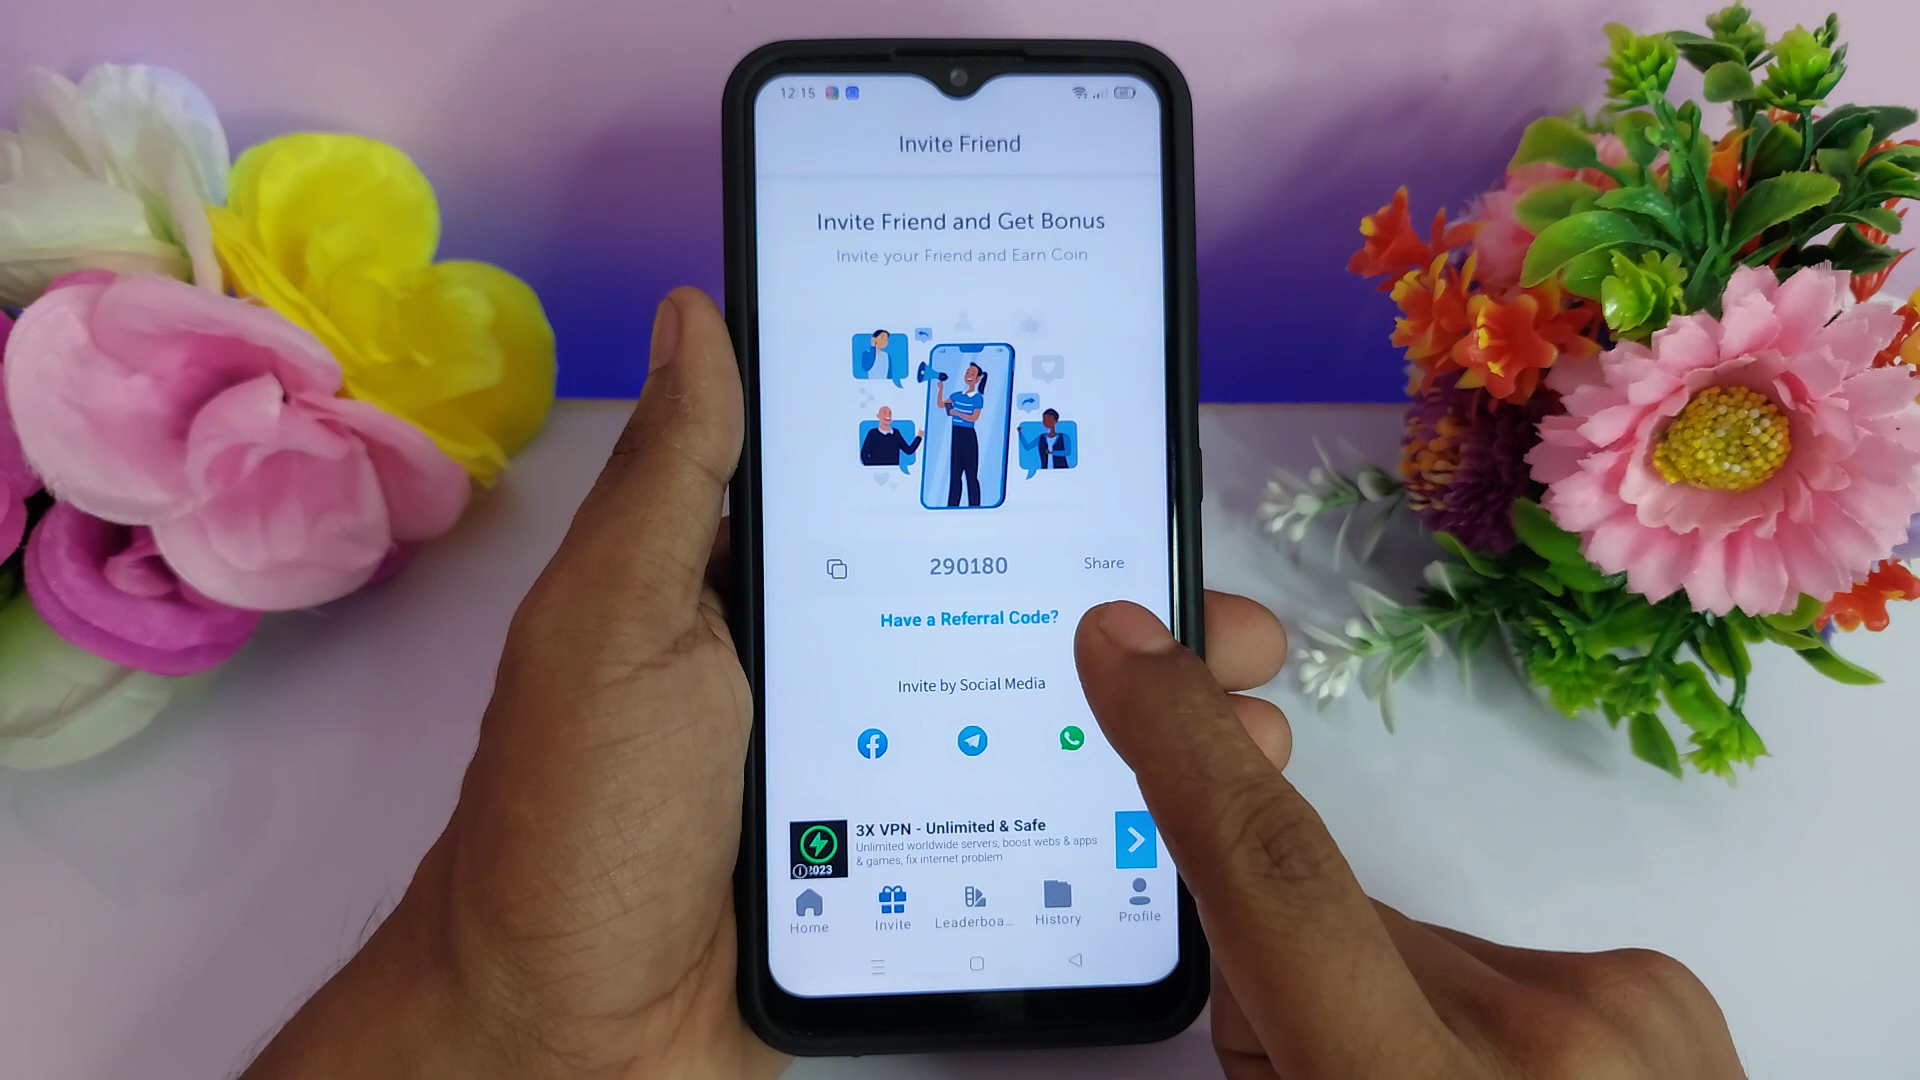 12:15
Invite Friend
Invite Friend and Get Bonus
Invite your Friend and Earn Coin
290180
Share
Have a Referral Code?
Invite by Social Media
3X VPN - Unlimited & Safe
Unlimited worldwide servers, boost webs & apps
& games, fix internet problem
2023
Home
Invite
Leaderboa...
History
Profile